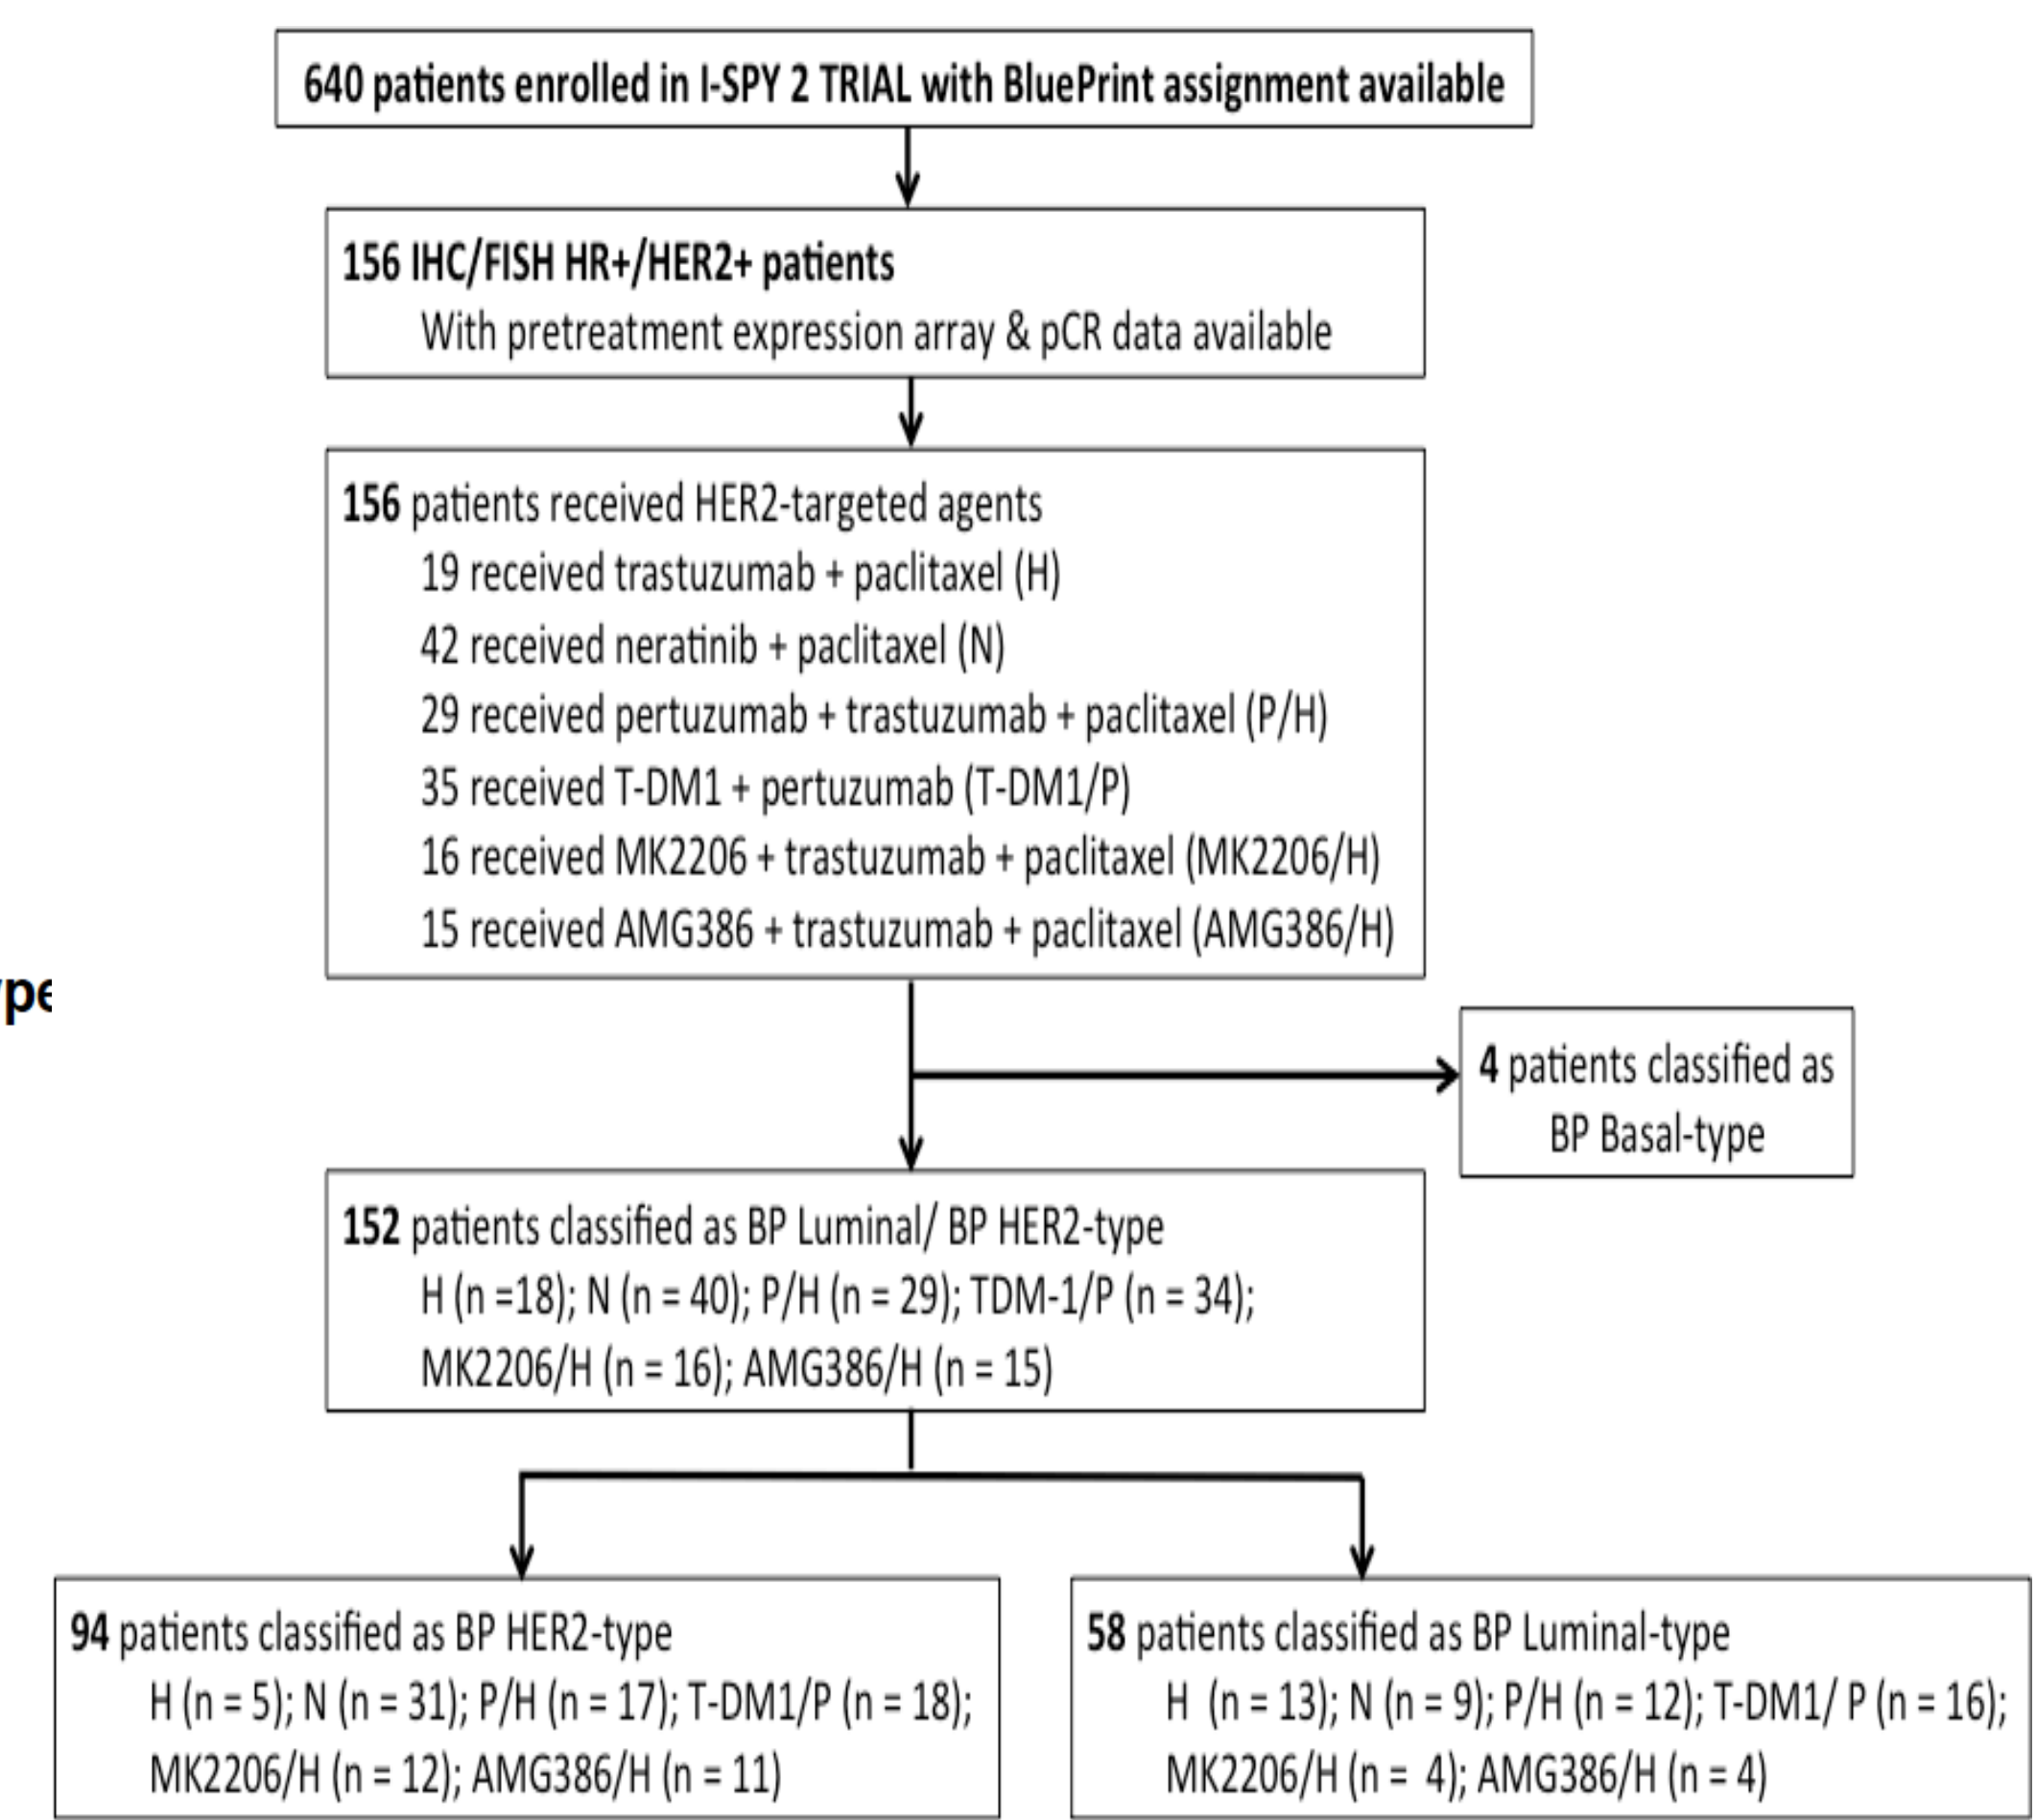 640 patients enrolled in I-SPY 2 TRIAL with BluePrint assignment available
156 IHC/FISH HR+/HER2+ patients
With pretreatment expression array & pCR data available
156 patients received HER2-targeted agents
19 received trastuzumab + paclitaxel (H)
42 received neratinib + paclitaxel (N)
29 received pertuzumab + trastuzumab + paclitaxel (P/H)
35 received T-DM1 + pertuzumab (T-DM1/P)
16 received MK2206 + trastuzumab + paclitaxel (MK2206/H)
15 received AMG386 + trastuzumab + paclitaxel (AMG386/H)
ype
4 patients classified as
BP Basal-type
152 patients classified as BP Luminal/ BP HER2-type
H (n =18); N (n = 40); P/H (n = 29); TDM-1/P (n = 34);
MK2206/H (n = 16); AMG386/H (n = 15)
94 patients classified as BP HER2-type
H (n = 5); N (n = 31); P/H (n = 17); T-DM1/P (n = 18);
MK2206/H (n = 12); AMG386/H (n = 11)
58 patients classified as BP Luminal-type
H  (n = 13); N (n = 9); P/H (n = 12); T-DM1/ P (n = 16);
MK2206/H (n =  4); AMG386/H (n = 4)